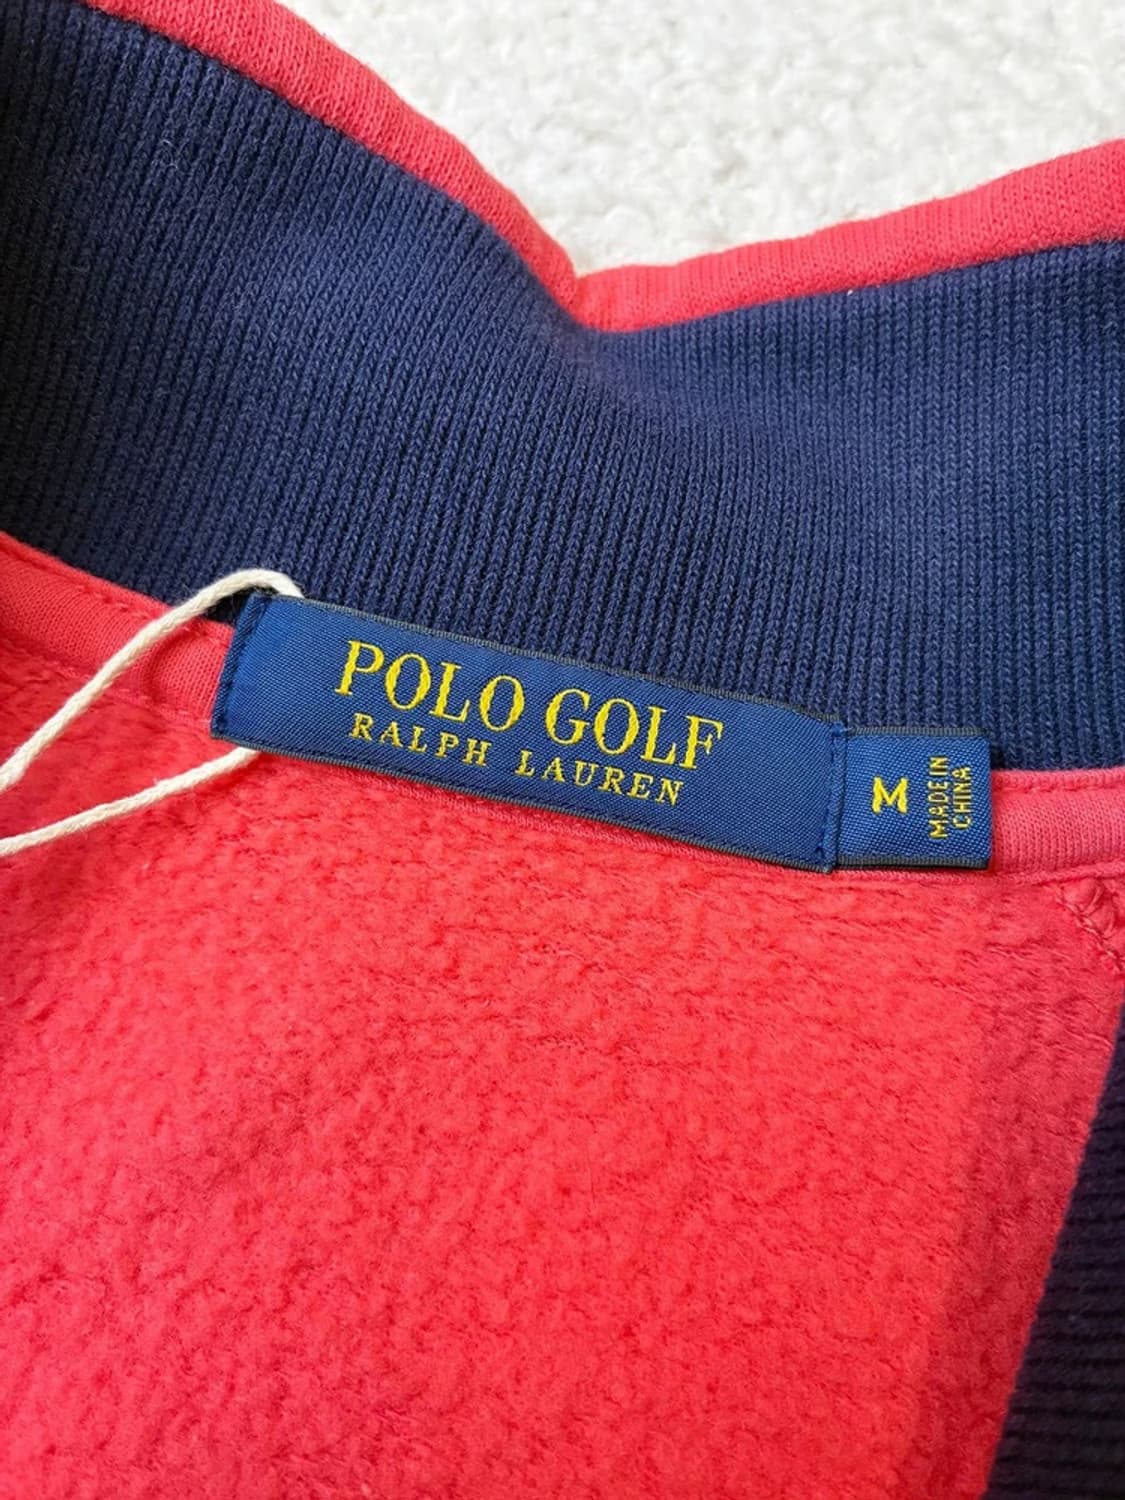 POLO GOLF
RALPH LAUREN
M
MADE IN
CHINA